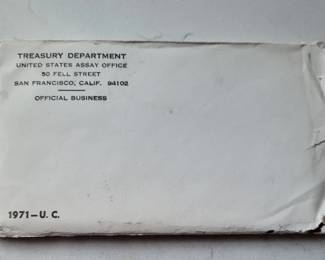 TREASURY DEPARTMENT
UNITED STATES ASSAY OFFICE
50 FELL STREET
SAN FRANCISCO, CALIF. 94102
OFFICIAL BUSINESS
1971—U. C.